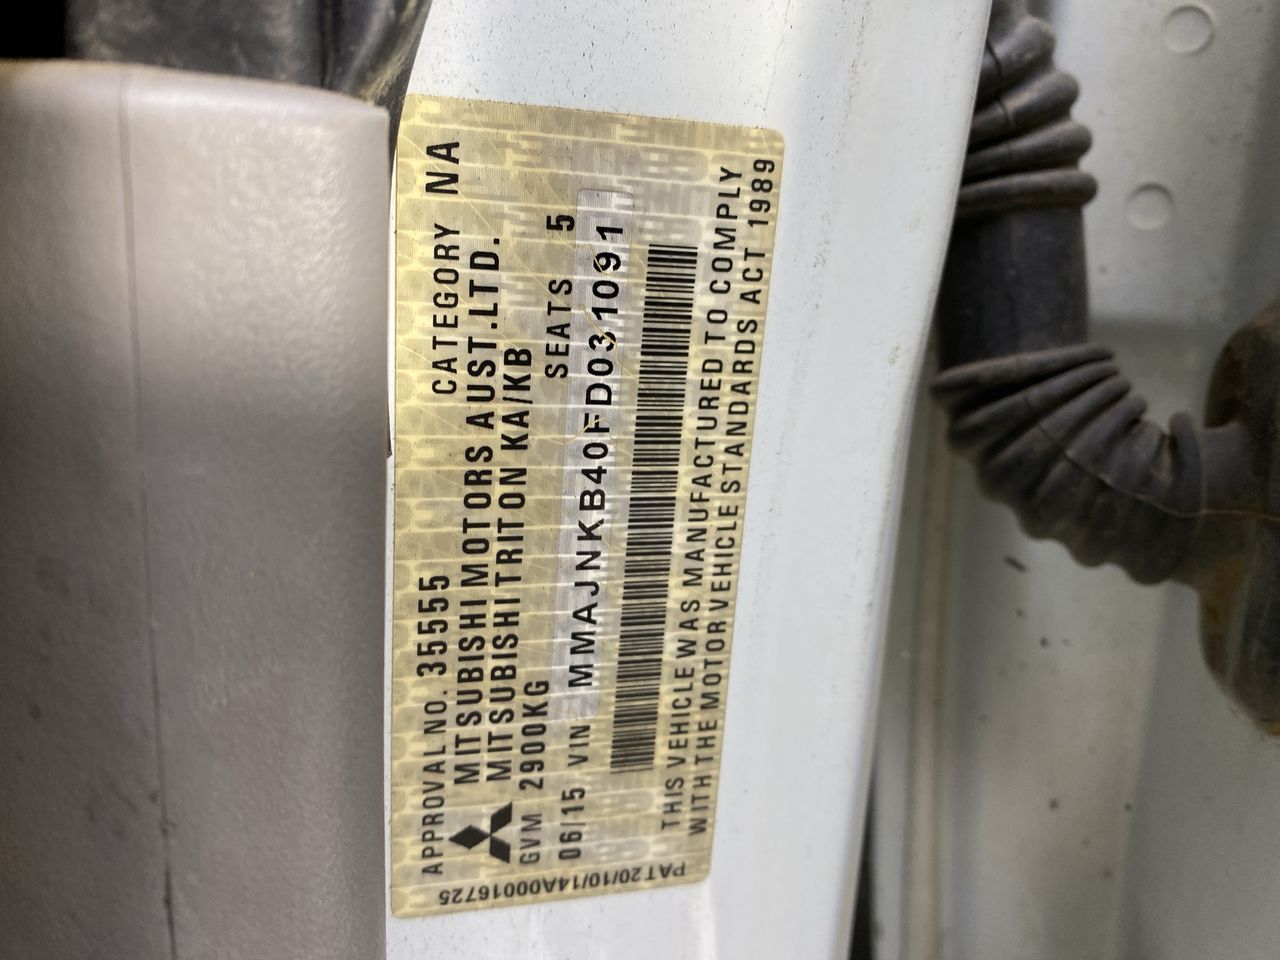 APPROVAL NO. 35555 CATEGORY NA
MITSUBISHI MOTORS AUST.LTD.
MITSUBISHI TRITON KA/KB
GVM 2900KG SEATS 5
06/15 VIN MMAJNKB40FD031091
THIS VEHICLE WAS MANUFACTURED TO COMPLY
WITH THE MOTOR VEHICLE STANDARDS ACT 1989
PAT20/10/14A00016725